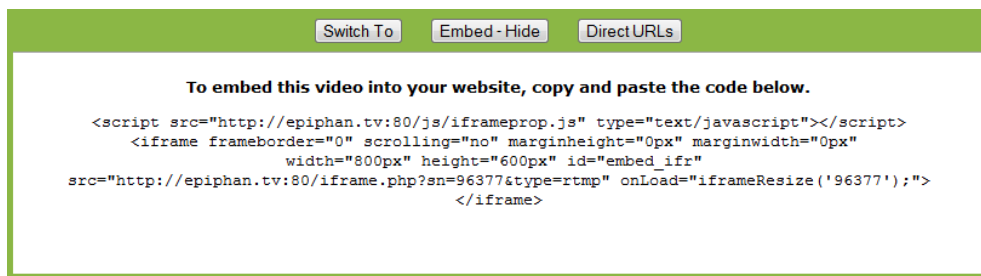 Switch To Embed - Hide Direct URLs
To embed this video into your website, copy and paste the code below.
<script src="http://epiphan.tv:80/js/iframeprop.js" type="text/javascript"></script>
<iframe frameborder="0" scrolling="no" marginheight="0px" marginwidth="0px"
width="800px" height="600px" id="embed_ifr"
src="http://epiphan.tv:80/iframe.php?sn=96377&type=rtmp" onLoad="iframeResize('96377');">
</iframe>